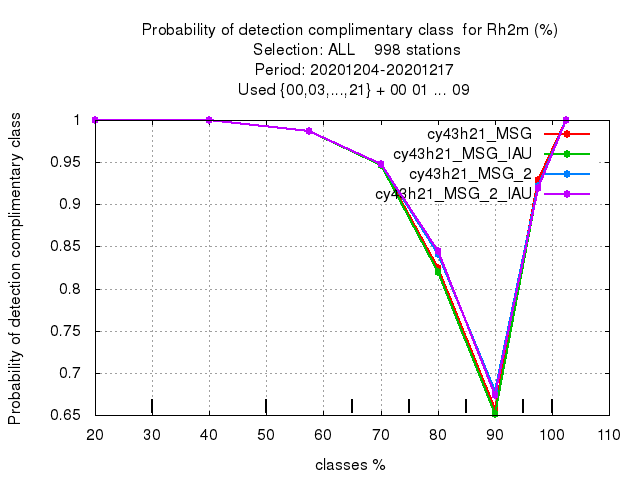 Probability of detection complimentary class  for Rh2m (%)
Selection: ALL    998 stations
Period: 20201204-20201217
Used {00,03,...,21} + 00 01 ... 09
Probability of detection complimentary class
1
0.95
0.9
0.85
0.8
0.75
0.7
0.65
cy43h21_MSG
cy43h21_MSG_IAU
cy43h21_MSG_2
cy43h21_MSG_2_IAU
20 30 40 50 60 70 80 90 100 110
classes %